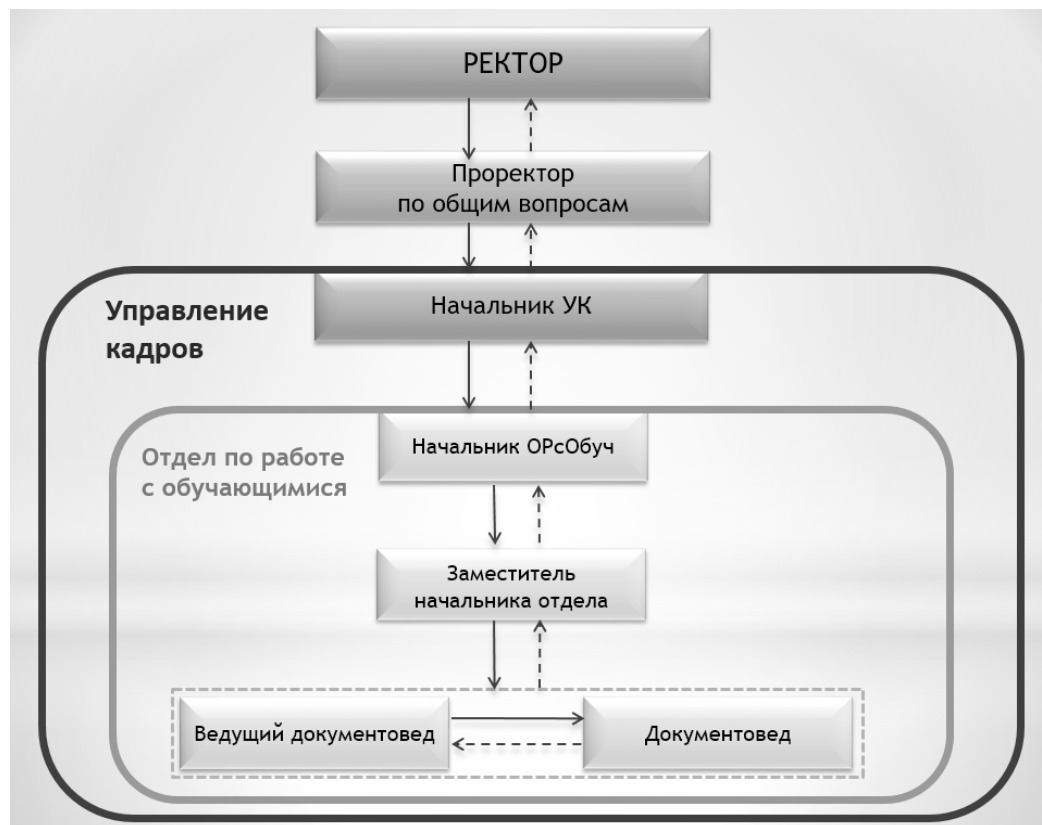 РЕКТОР
Проректор
по общим вопросам
Управление
кадров
Начальник УК
Отдел по работе
с обучающимися
Начальник ОРсОбуч
Заместитель
начальника отдела
Ведущий документовед
Документовед